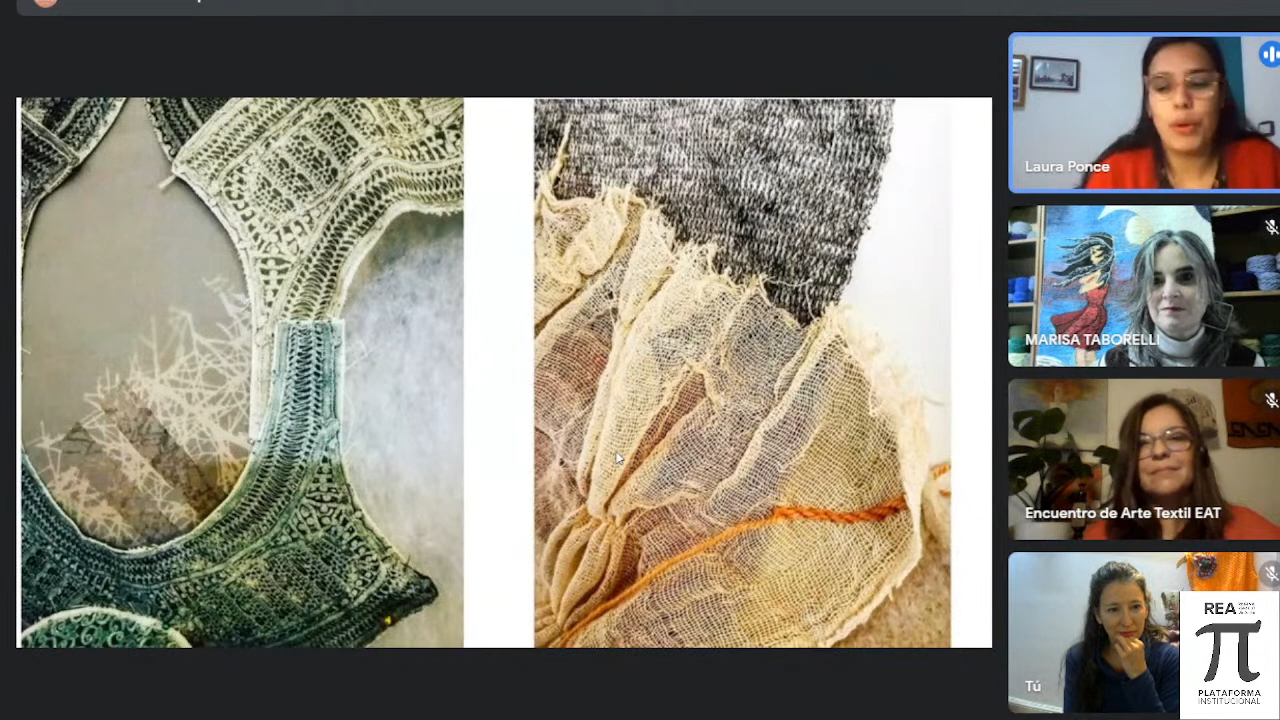 Laura Ponce
MARISA TABORELLI
Encuentro de Arte Textil EAT
Tú
REA
PLATAFORMA
INSTITUCIONAL